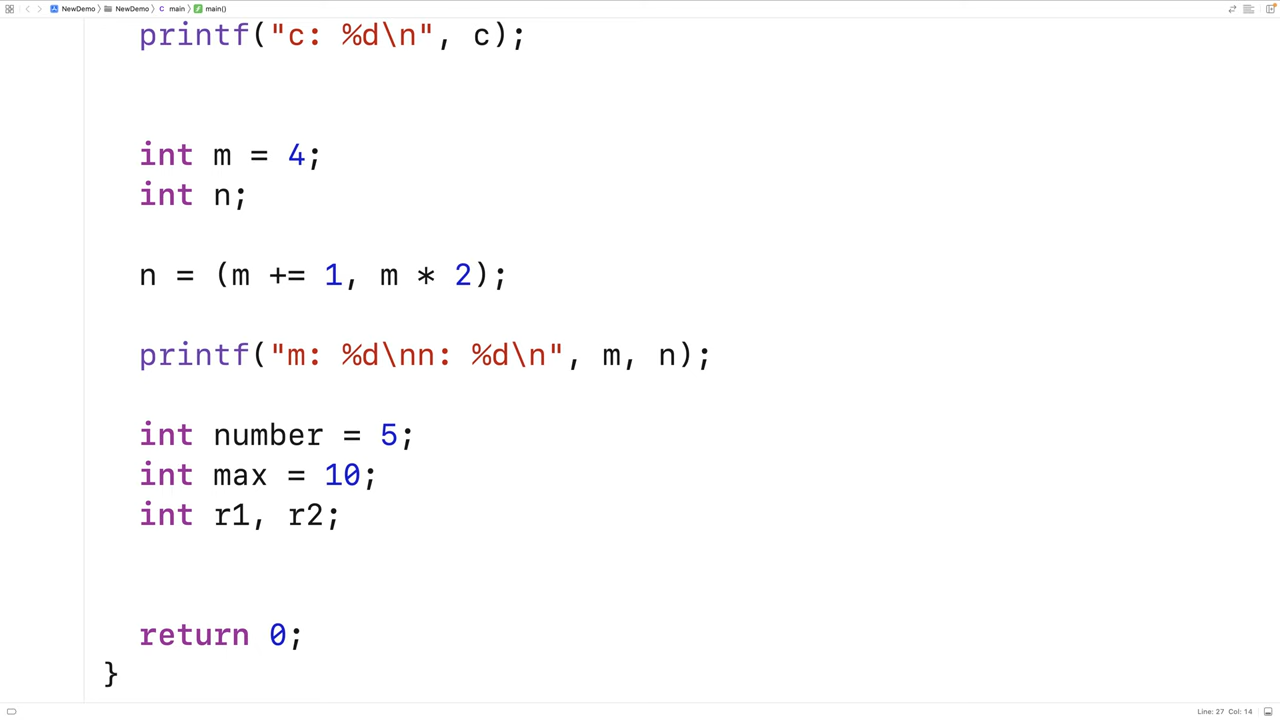 NewDemo NewDemo main main()
printf("c: %d\n", c);
int m = 4;
int n;
n = (m += 1, m * 2);
printf("m: %d\nn: %d\n", m, n);
int number = 5;
int max = 10;
int r1, r2;
return 0;
}
Line: 27 Col: 14